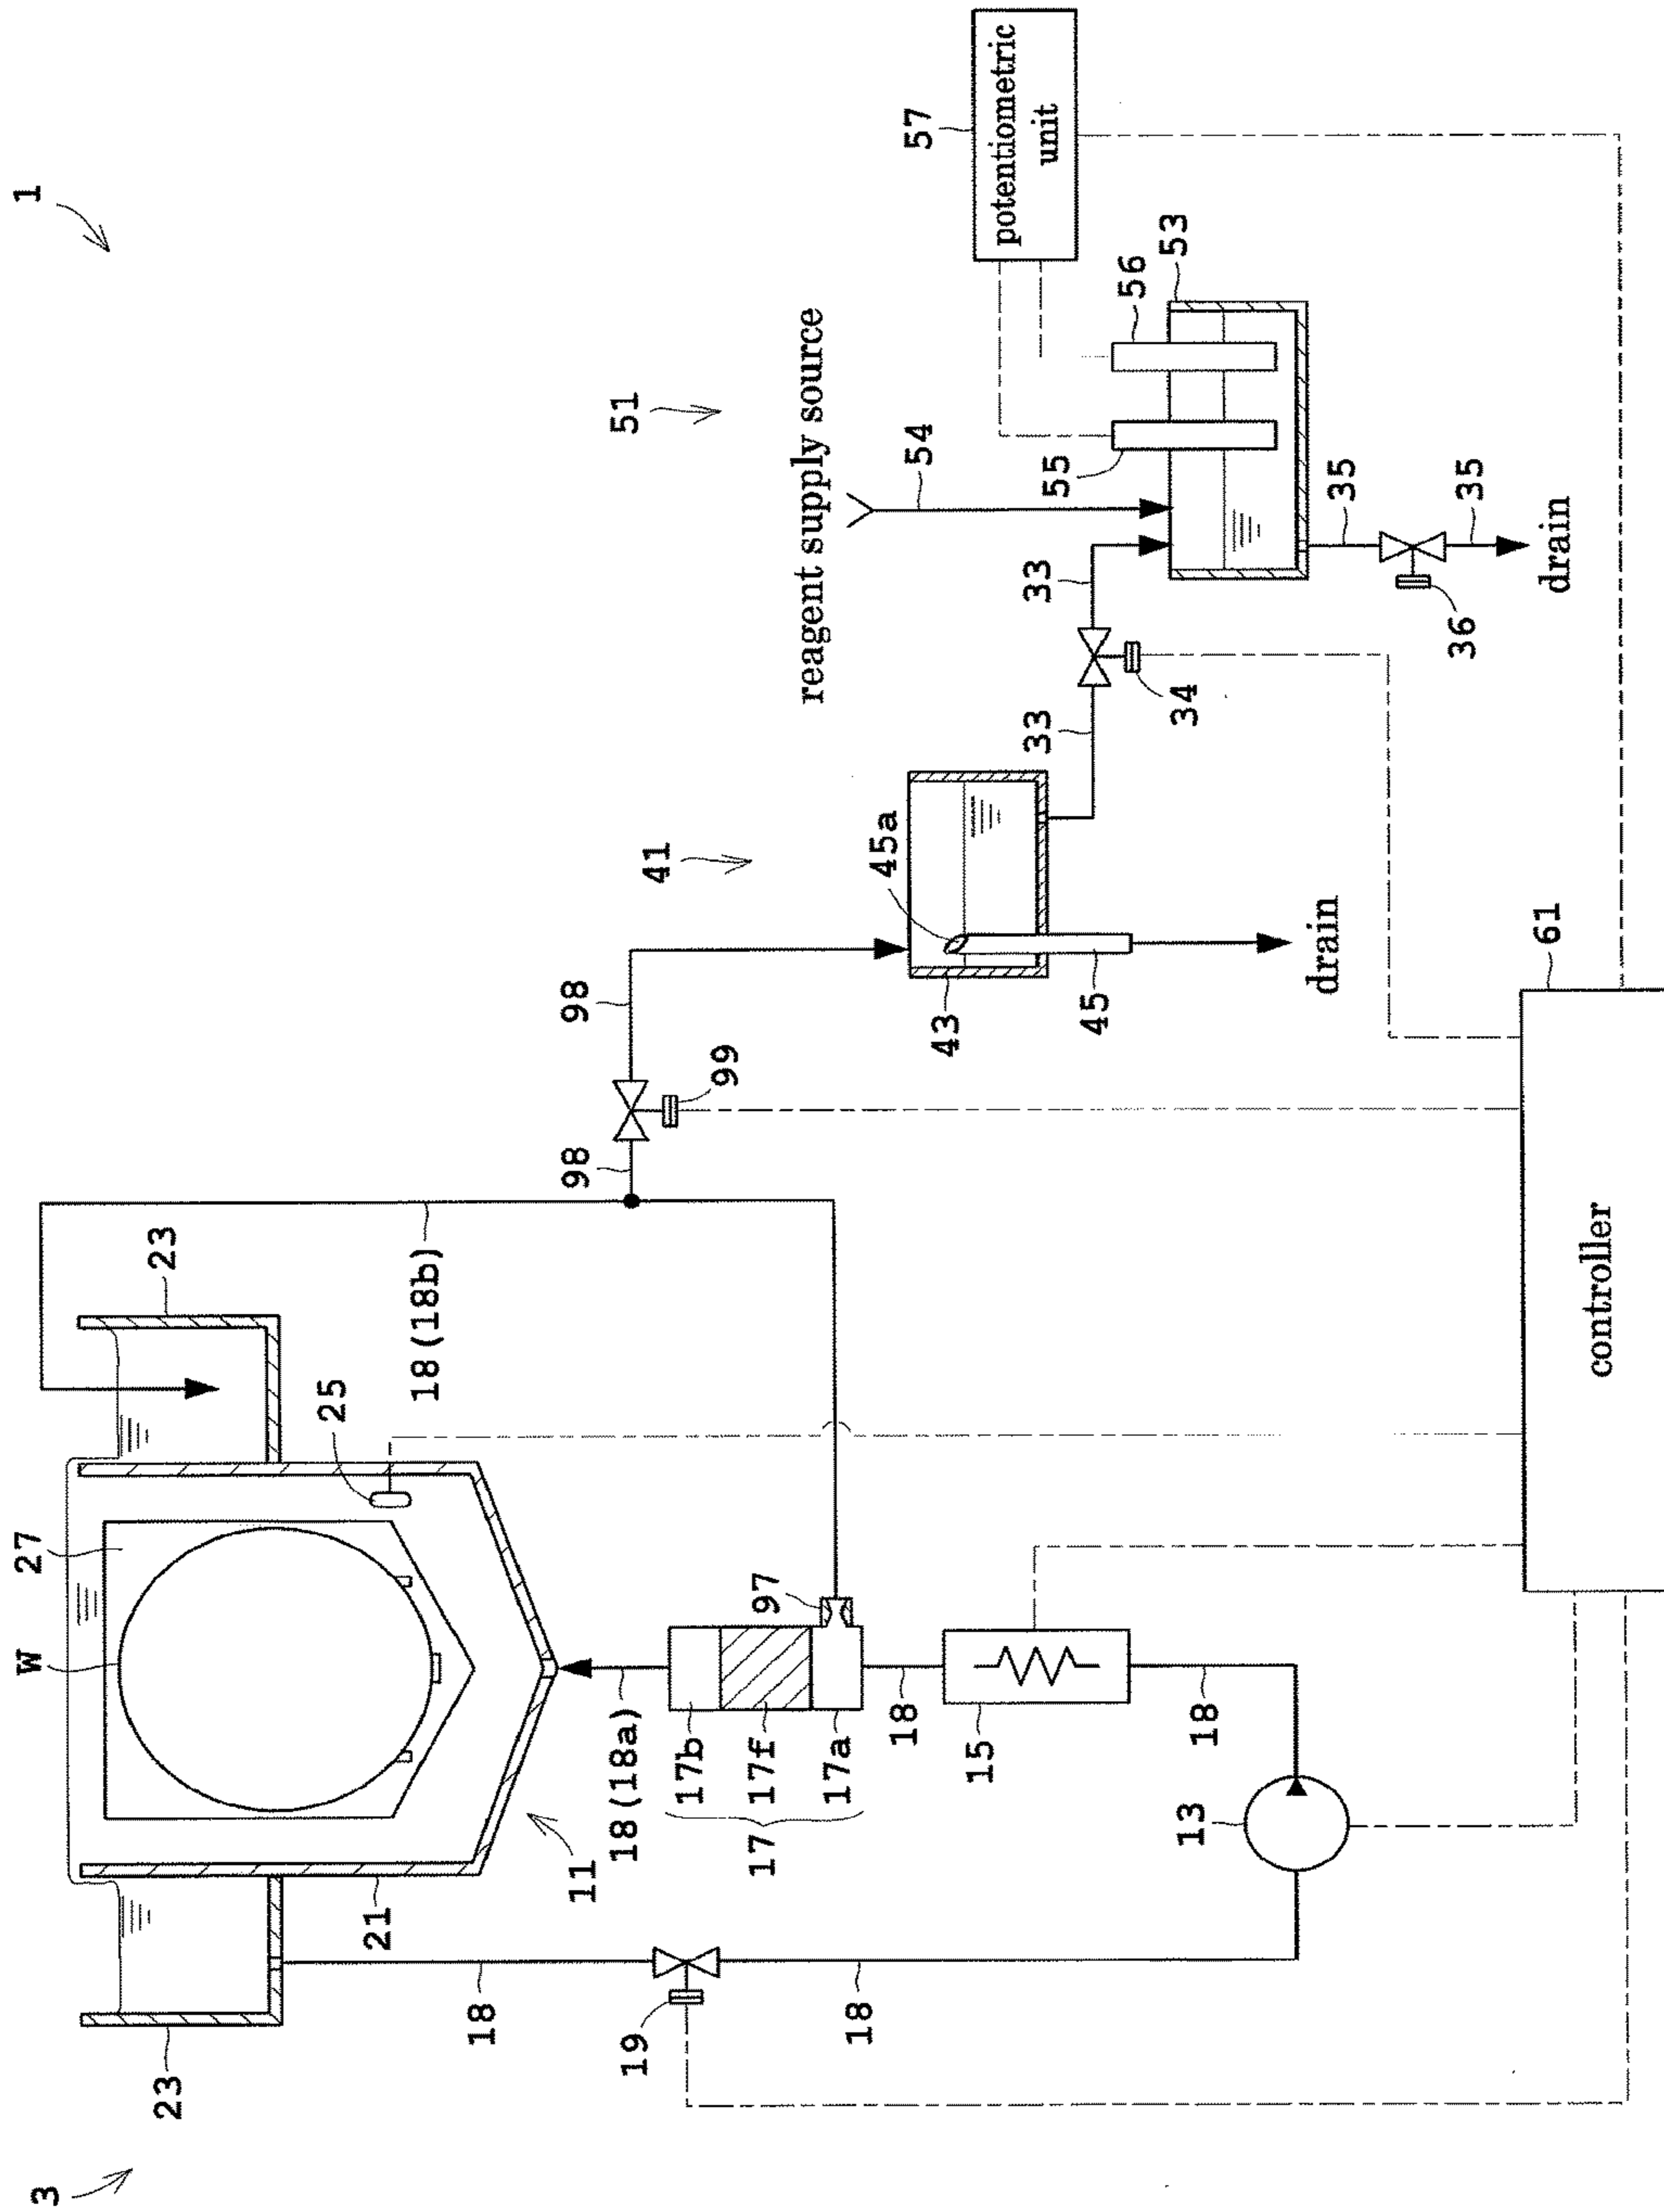 1
3
W
27
23
25
23
21
11
18 (18b)
18 (18a)
17b
17f
17a
17
97
18
18
19
18
15
18
13
98
98
99
41
45a
43
45
drain
33
33
34
51
reagent supply source
54
55
56
53
57
potentiometric
unit
35
35
36
drain
61
controller